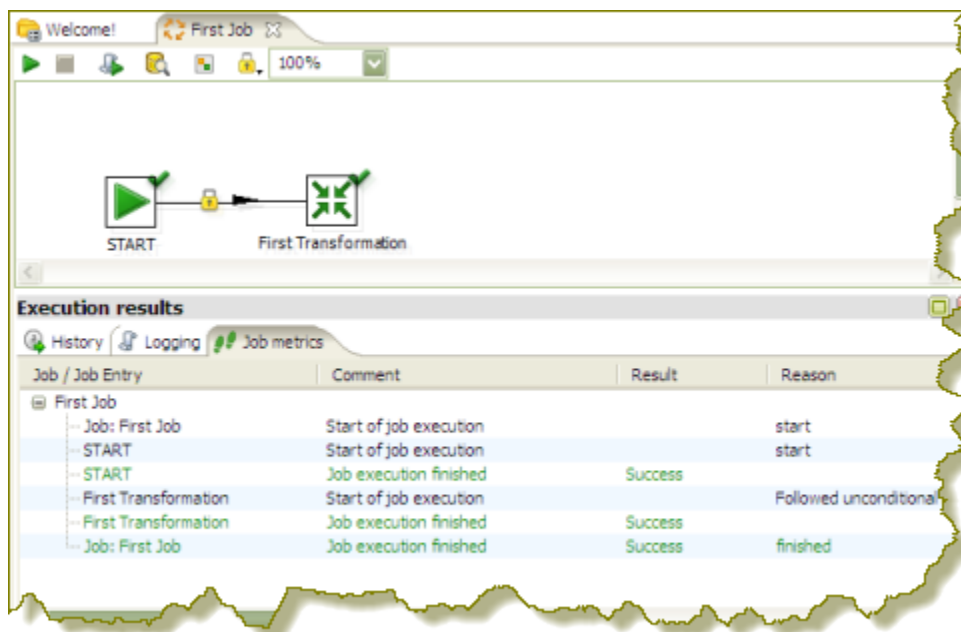 Welcome! First Job
100%
START First Transformation
Execution results
History Logging Job metrics
Job / Job Entry Comment Result Reason
First Job
Job: First Job Start of job execution start
START Start of job execution start
START Job execution finished Success
First Transformation Start of job execution Followed unconditional
First Transformation Job execution finished Success
Job: First Job Job execution finished Success finished